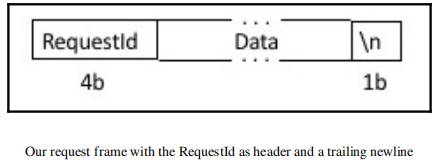 ...
RequestId Data \n
...
4b 1b
Our request frame with the RequestId as header and a trailing newline